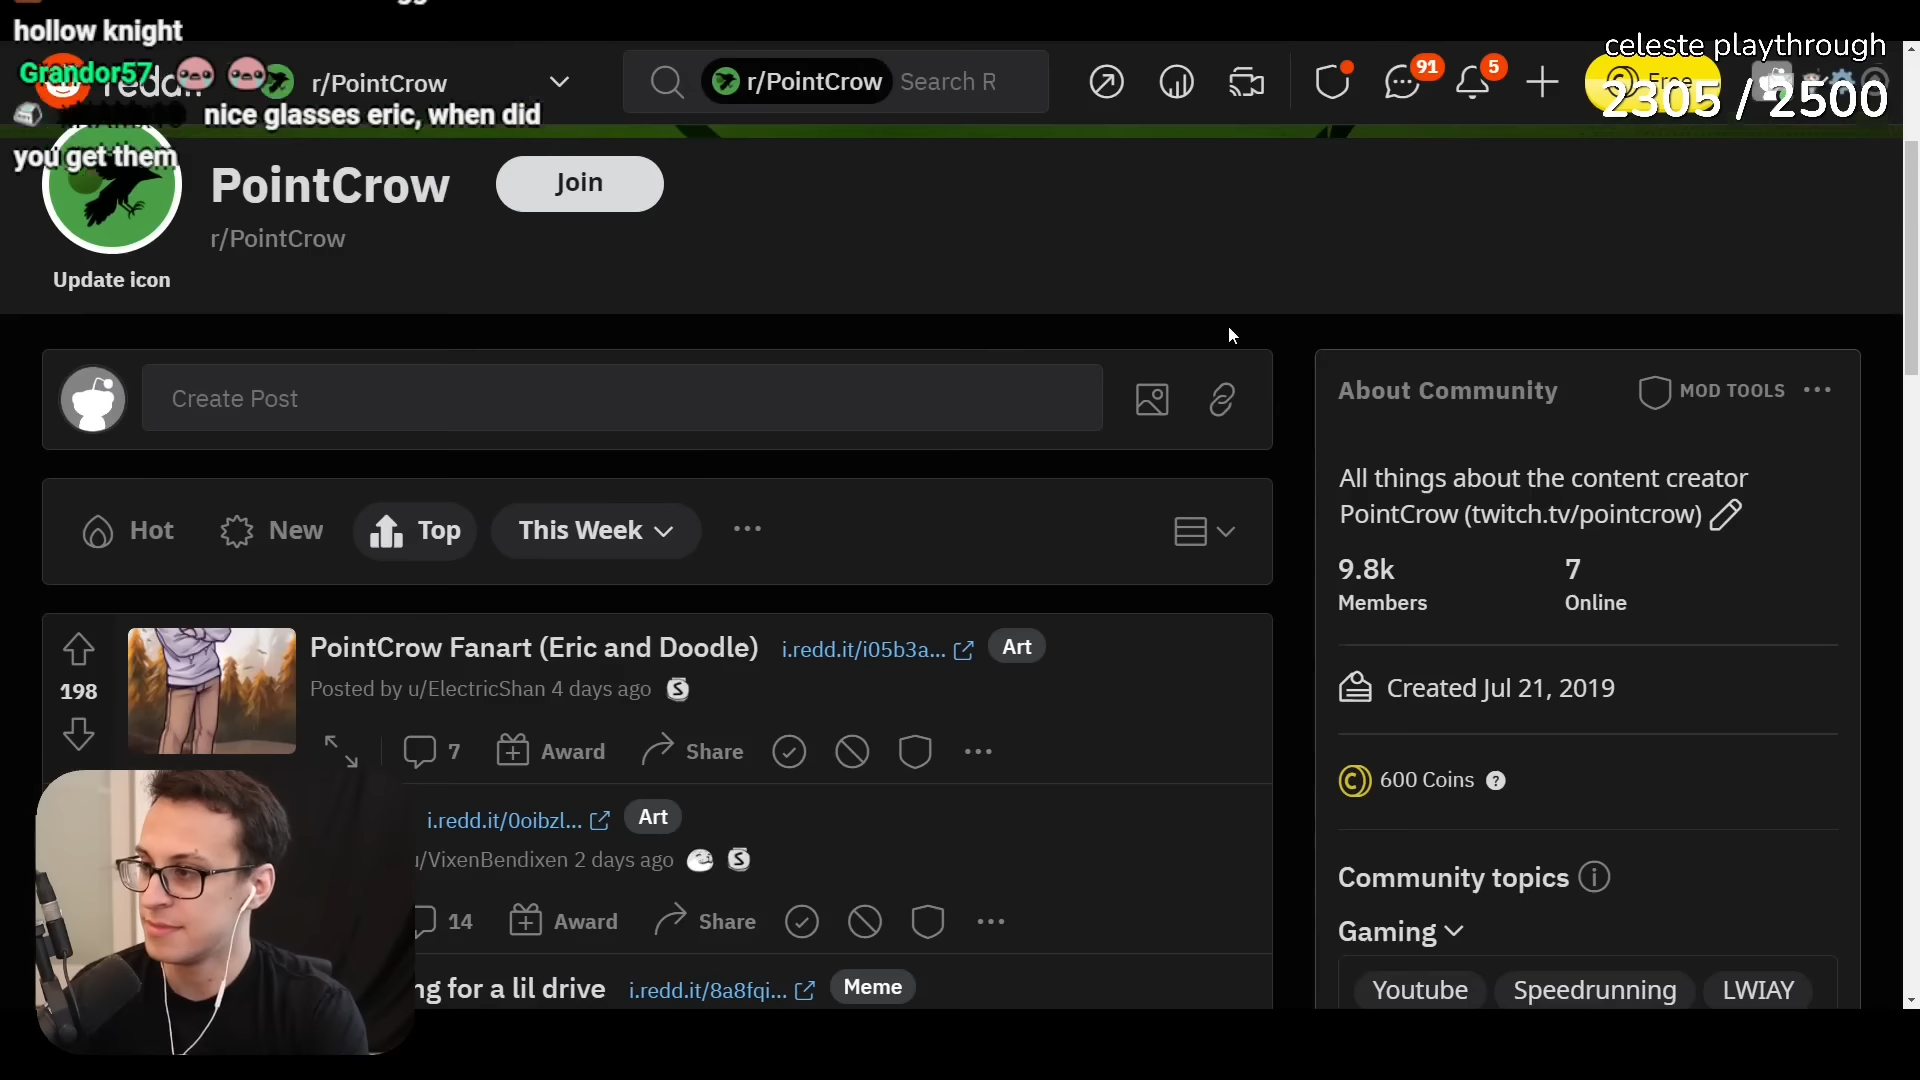 hollow knight
celeste playthrough
Grandor57
reddit
r/PointCrow
r/PointCrow
Search R
91
5
Free
2305 / 2500
nice glasses eric, when did
you get them
PointCrow
Join
r/PointCrow
Update icon
Create Post
Hot
New
Top
This Week
About Community
MOD TOOLS
All things about the content creator
PointCrow (twitch.tv/pointcrow)
9.8k
7
Members
Online
Created Jul 21, 2019
600 Coins
Community topics
Gaming
Youtube
Speedrunning
LWIAY
PointCrow Fanart (Eric and Doodle)
i.redd.it/i05b3a...
Art
198
Posted by u/ElectricShan 4 days ago
7
Award
Share
i.redd.it/0oibzl...
Art
u/VixenBendixen 2 days ago
14
Award
Share
ng for a lil drive
i.redd.it/8a8fqi...
Meme